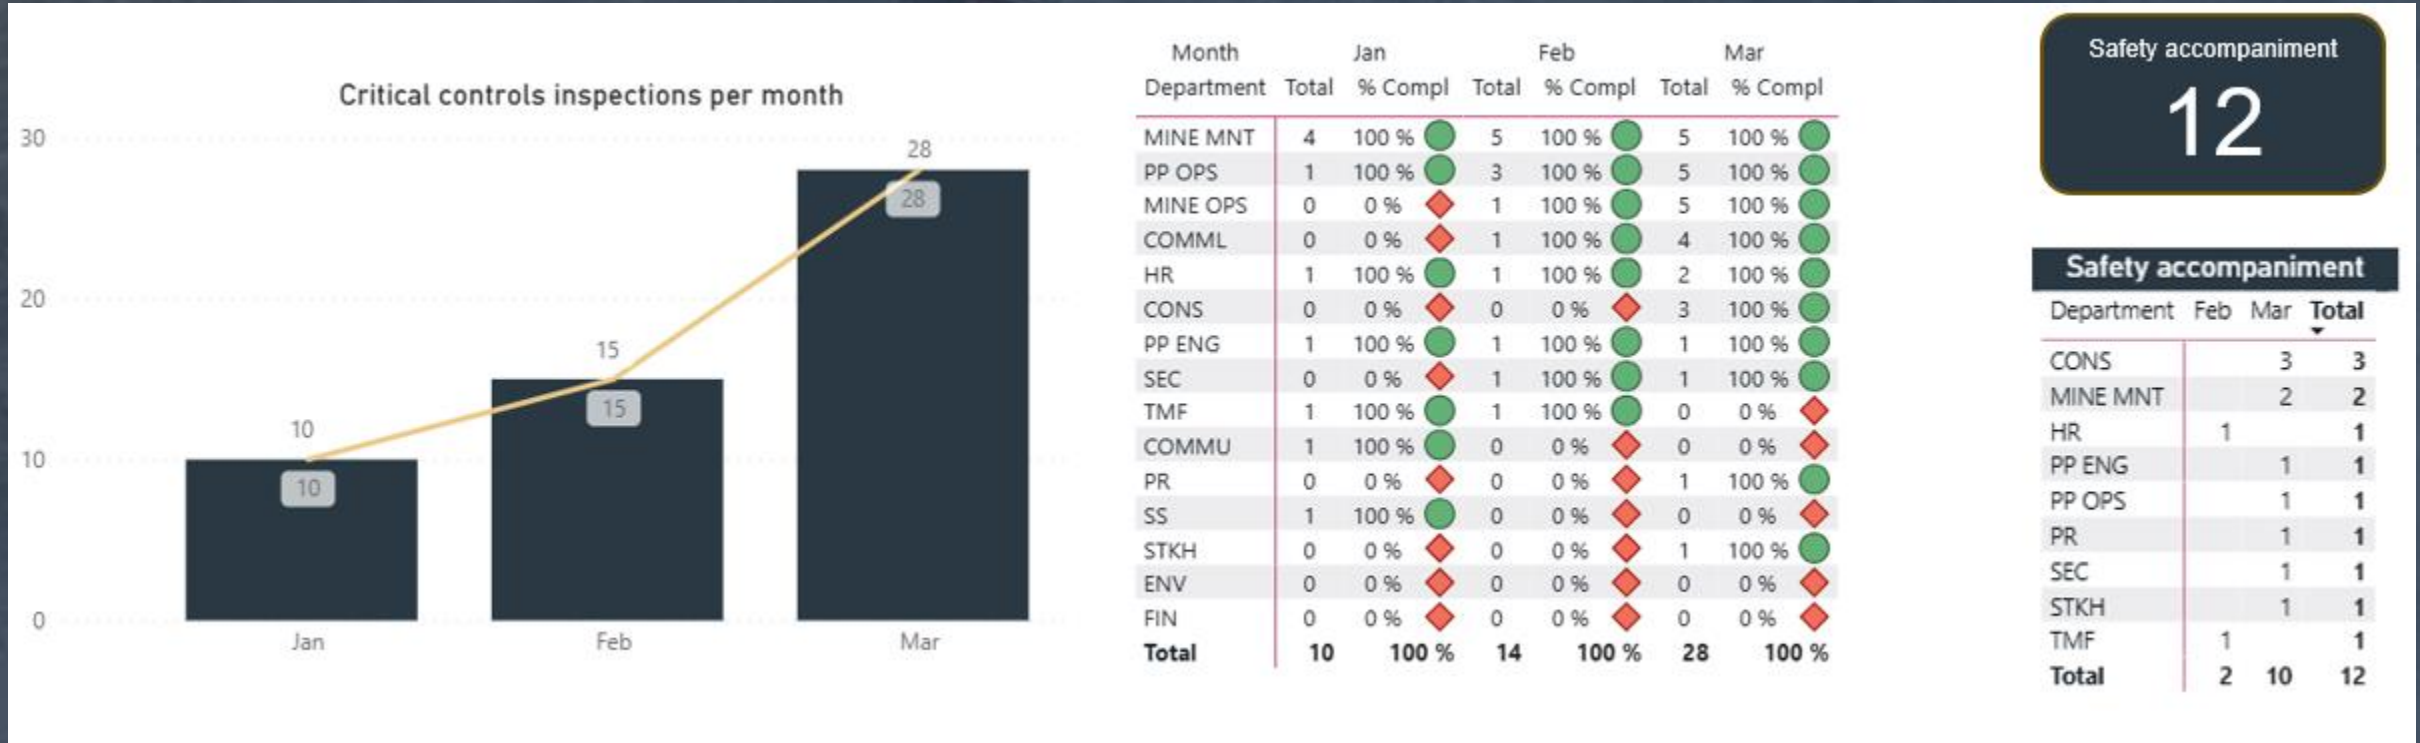 Critical controls inspections per month
30
20
10
0
10
10
15
15
28
28
Jan Feb Mar
Month Jan Feb Mar
Department Total % Compl Total % Compl Total % Compl
MINE MNT 4 100 % 5 100 % 5 100 %
PP OPS 1 100 % 3 100 % 5 100 %
MINE OPS 0 0 % 1 100 % 5 100 %
COMML 0 0 % 1 100 % 4 100 %
HR 1 100 % 1 100 % 2 100 %
CONS 0 0 % 0 0 % 3 100 %
PP ENG 1 100 % 1 100 % 1 100 %
SEC 0 0 % 1 100 % 1 100 %
TMF 1 100 % 1 100 % 0 0 %
COMMU 1 100 % 0 0 % 0 0 %
PR 0 0 % 0 0 % 1 100 %
SS 1 100 % 0 0 % 0 0 %
STKH 0 0 % 0 0 % 1 100 %
ENV 0 0 % 0 0 % 0 0 %
FIN 0 0 % 0 0 % 0 0 %
Total 10 100 % 14 100 % 28 100 %
Safety accompaniment
12
Safety accompaniment
Department Feb Mar Total
CONS 3 3
MINE MNT 2 2
HR 1 1
PP ENG 1 1
PP OPS 1 1
PR 1 1
SEC 1 1
STKH 1 1
TMF 1 1
Total 2 10 12